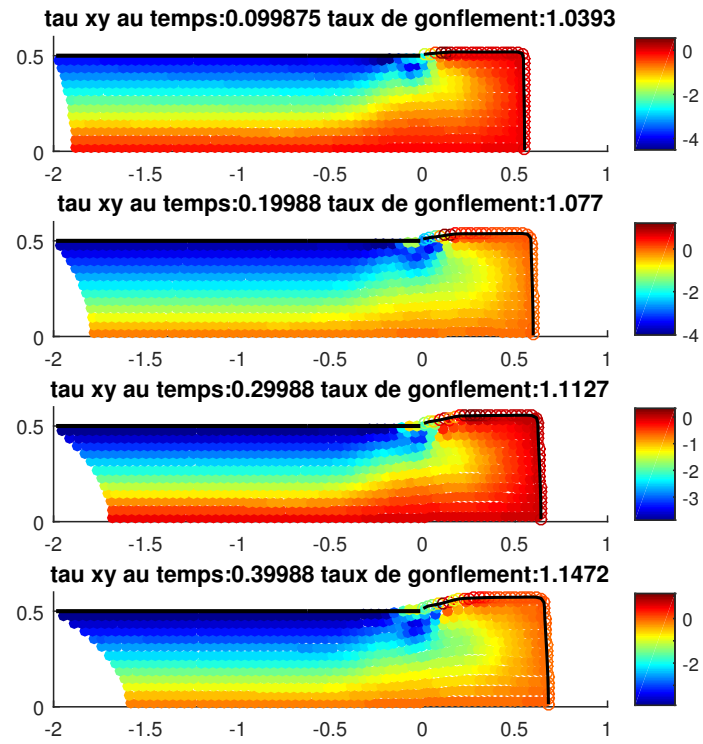 tau xy au temps:0.099875 taux de gonflement:1.0393
0.5
0
-2 -1.5 -1 -0.5 0 0.5 1
0
-2
-4
tau xy au temps:0.19988 taux de gonflement:1.077
0.5
0
-2 -1.5 -1 -0.5 0 0.5 1
0
-2
-4
tau xy au temps:0.29988 taux de gonflement:1.1127
0.5
0
-2 -1.5 -1 -0.5 0 0.5 1
0
-1
-2
-3
tau xy au temps:0.39988 taux de gonflement:1.1472
0.5
0
-2 -1.5 -1 -0.5 0 0.5 1
0
-2